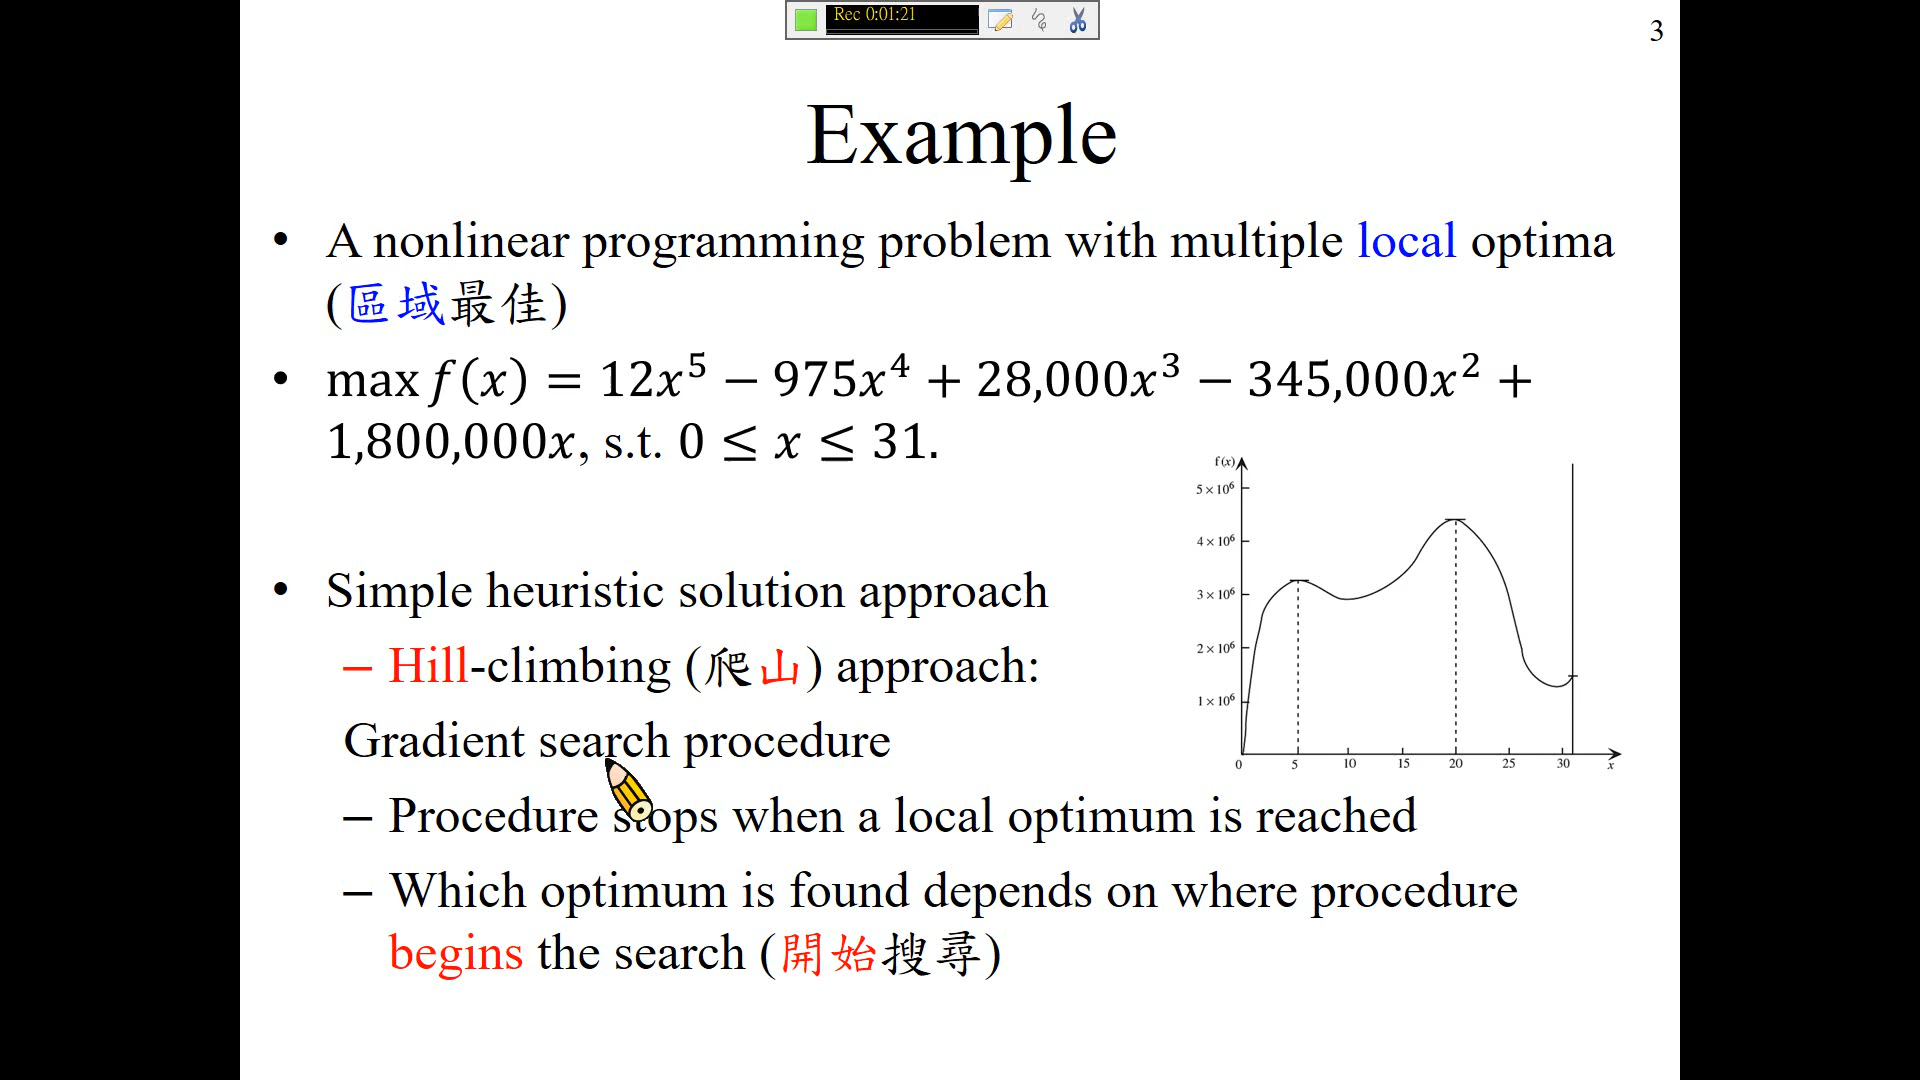 Rec 0:01:21
3
Example
• A nonlinear programming problem with multiple local optima
(區域最佳)
• max f(x) = 12x⁵ − 975x⁴ + 28,000x³ − 345,000x² +
1,800,000x, s.t. 0 ≤ x ≤ 31.
f(x)
5 × 10⁶
4 × 10⁶
3 × 10⁶
2 × 10⁶
1 × 10⁶
0 5 10 15 20 25 30 x
• Simple heuristic solution approach
– Hill-climbing (爬山) approach:
Gradient search procedure
– Procedure stops when a local optimum is reached
– Which optimum is found depends on where procedure
begins the search (開始搜尋)